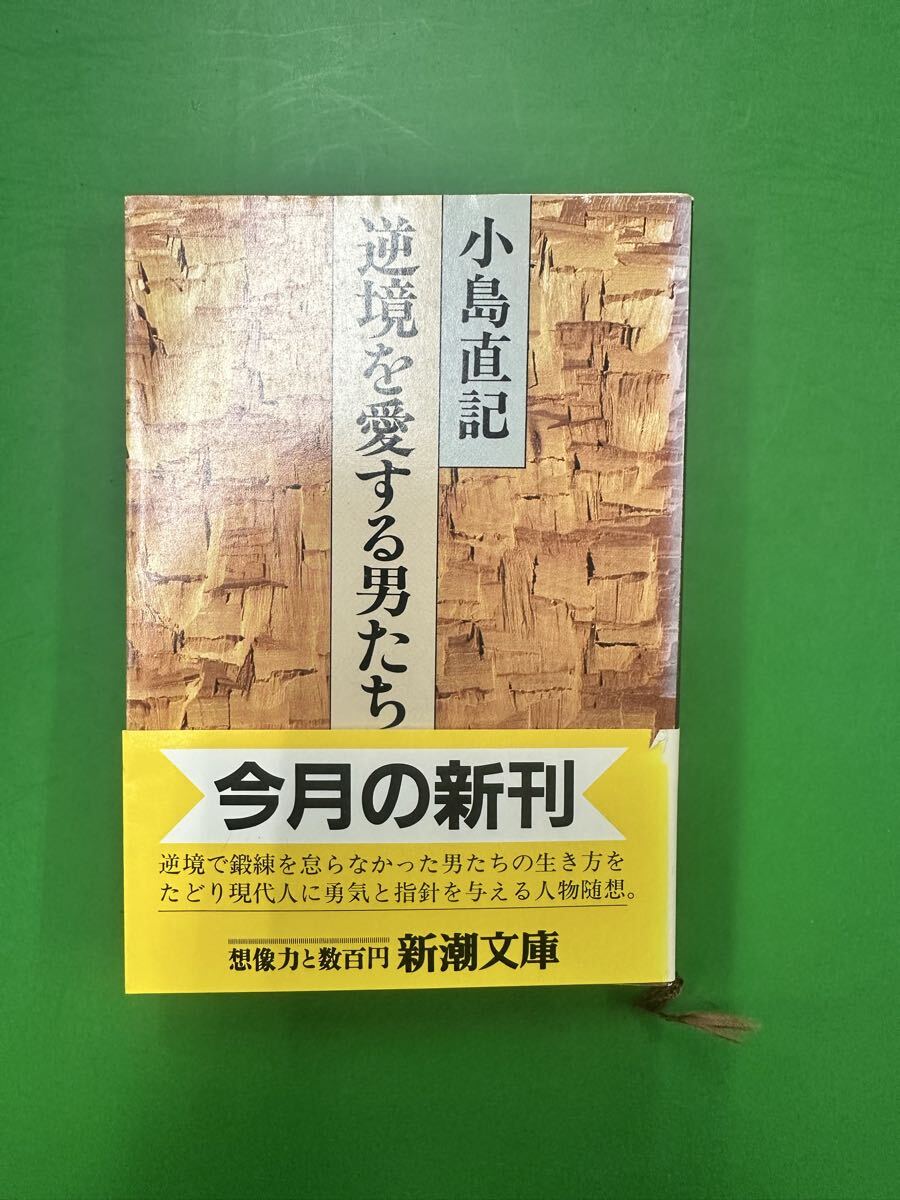 小島直記
逆境を愛する男たち
今月の新刊
逆境で鍛練を怠らなかった男たちの生き方を
たどり現代人に勇気と指針を与える人物随想。
想像力と数百円 新潮文庫